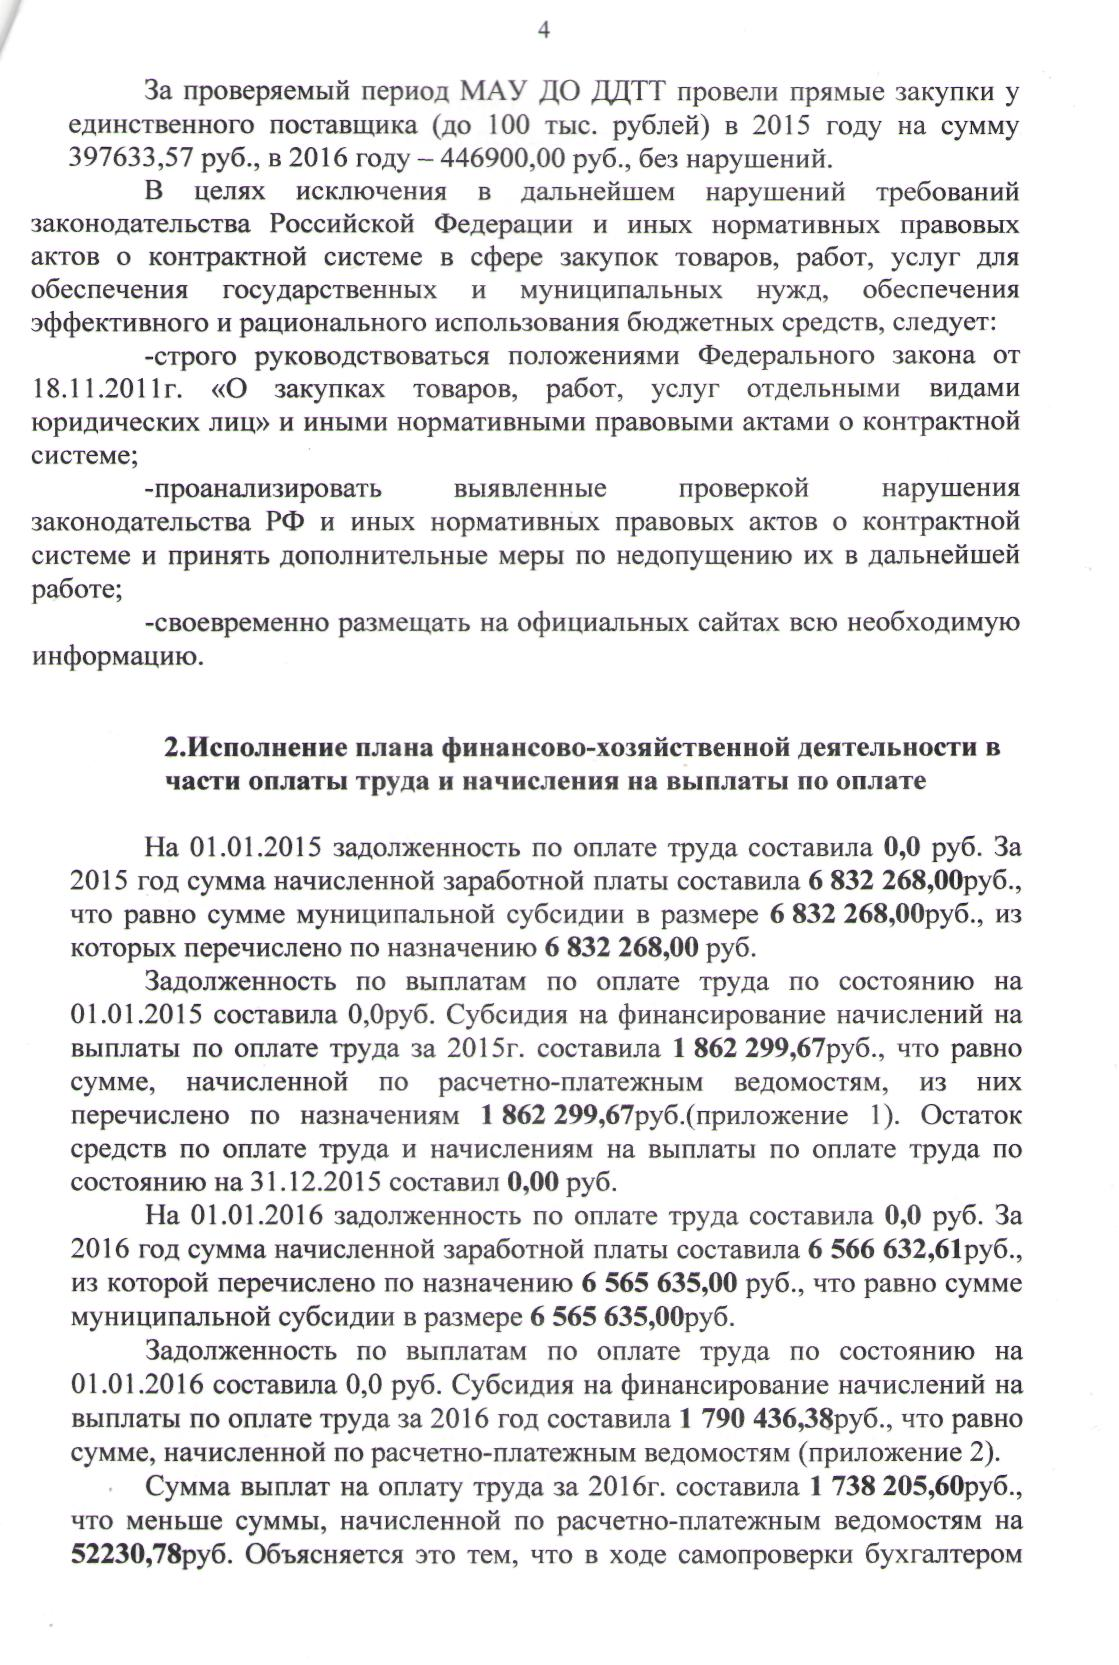 4
За проверяемый период МАУ ДО ДДТТ провели прямые закупки у
единственного поставщика (до 100 тыс. рублей) в 2015 году на сумму
397633,57 руб., в 2016 году – 446900,00 руб., без нарушений.
В целях исключения в дальнейшем нарушений требований
законодательства Российской Федерации и иных нормативных правовых
актов о контрактной системе в сфере закупок товаров, работ, услуг для
обеспечения государственных и муниципальных нужд, обеспечения
эффективного и рационального использования бюджетных средств, следует:
-строго руководствоваться положениями Федерального закона от
18.11.2011г. «О закупках товаров, работ, услуг отдельными видами
юридических лиц» и иными нормативными правовыми актами о контрактной
системе;
-проанализировать выявленные проверкой нарушения
законодательства РФ и иных нормативных правовых актов о контрактной
системе и принять дополнительные меры по недопущению их в дальнейшей
работе;
-своевременно размещать на официальных сайтах всю необходимую
информацию.
2.Исполнение плана финансово-хозяйственной деятельности в
части оплаты труда и начисления на выплаты по оплате
На 01.01.2015 задолженность по оплате труда составила 0,0 руб. За
2015 год сумма начисленной заработной платы составила 6 832 268,00руб.,
что равно сумме муниципальной субсидии в размере 6 832 268,00руб., из
которых перечислено по назначению 6 832 268,00 руб.
Задолженность по выплатам по оплате труда по состоянию на
01.01.2015 составила 0,0руб. Субсидия на финансирование начислений на
выплаты по оплате труда за 2015г. составила 1 862 299,67руб., что равно
сумме, начисленной по расчетно-платежным ведомостям, из них
перечислено по назначениям 1 862 299,67руб.(приложение 1). Остаток
средств по оплате труда и начислениям на выплаты по оплате труда по
состоянию на 31.12.2015 составил 0,00 руб.
На 01.01.2016 задолженность по оплате труда составила 0,0 руб. За
2016 год сумма начисленной заработной платы составила 6 566 632,61руб.,
из которой перечислено по назначению 6 565 635,00 руб., что равно сумме
муниципальной субсидии в размере 6 565 635,00руб.
Задолженность по выплатам по оплате труда по состоянию на
01.01.2016 составила 0,0 руб. Субсидия на финансирование начислений на
выплаты по оплате труда за 2016 год составила 1 790 436,38руб., что равно
сумме, начисленной по расчетно-платежным ведомостям (приложение 2).
Сумма выплат на оплату труда за 2016г. составила 1 738 205,60руб.,
что меньше суммы, начисленной по расчетно-платежным ведомостям на
52230,78руб. Объясняется это тем, что в ходе самопроверки бухгалтером